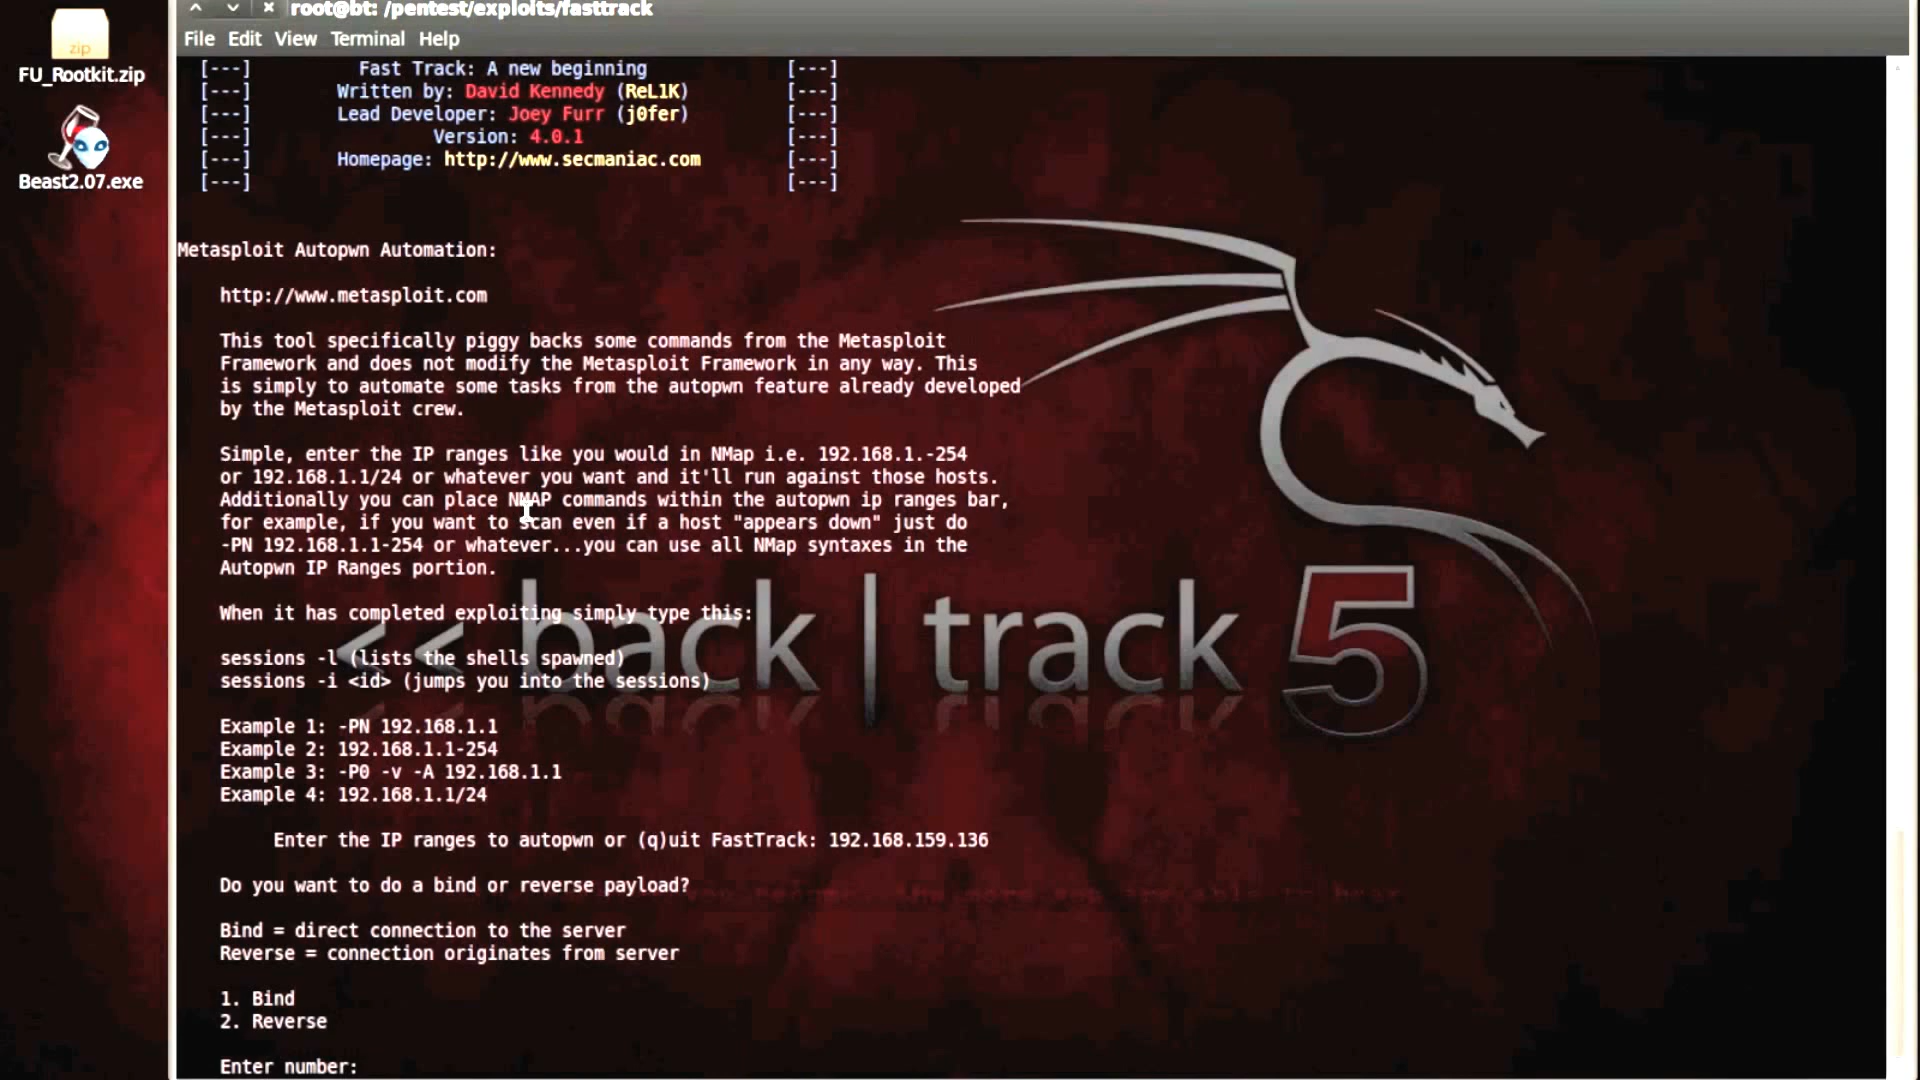 root@bt: /pentest/exploits/fasttrack
File Edit View Terminal Help
zip
FU_Rootkit.zip
Beast2.07.exe
[---] Fast Track: A new beginning [---]
[---] Written by: David Kennedy (ReL1K) [---]
[---] Lead Developer: Joey Furr (j0fer) [---]
[---] Version: 4.0.1 [---]
[---] Homepage: http://www.secmaniac.com [---]
[---] [---]
Metasploit Autopwn Automation:
http://www.metasploit.com
This tool specifically piggy backs some commands from the Metasploit
Framework and does not modify the Metasploit Framework in any way. This
is simply to automate some tasks from the autopwn feature already developed
by the Metasploit crew.
Simple, enter the IP ranges like you would in NMap i.e. 192.168.1.-254
or 192.168.1.1/24 or whatever you want and it'll run against those hosts.
Additionally you can place NMAP commands within the autopwn ip ranges bar,
for example, if you want to scan even if a host "appears down" just do
-PN 192.168.1.1-254 or whatever...you can use all NMap syntaxes in the
Autopwn IP Ranges portion.
When it has completed exploiting simply type this:
sessions -l (lists the shells spawned)
sessions -i <id> (jumps you into the sessions)
Example 1: -PN 192.168.1.1
Example 2: 192.168.1.1-254
Example 3: -P0 -v -A 192.168.1.1
Example 4: 192.168.1.1/24
Enter the IP ranges to autopwn or (q)uit FastTrack: 192.168.159.136
Do you want to do a bind or reverse payload?
Bind = direct connection to the server
Reverse = connection originates from server
1. Bind
2. Reverse
Enter number:
<< back | track 5
you become, the more you are able to hear